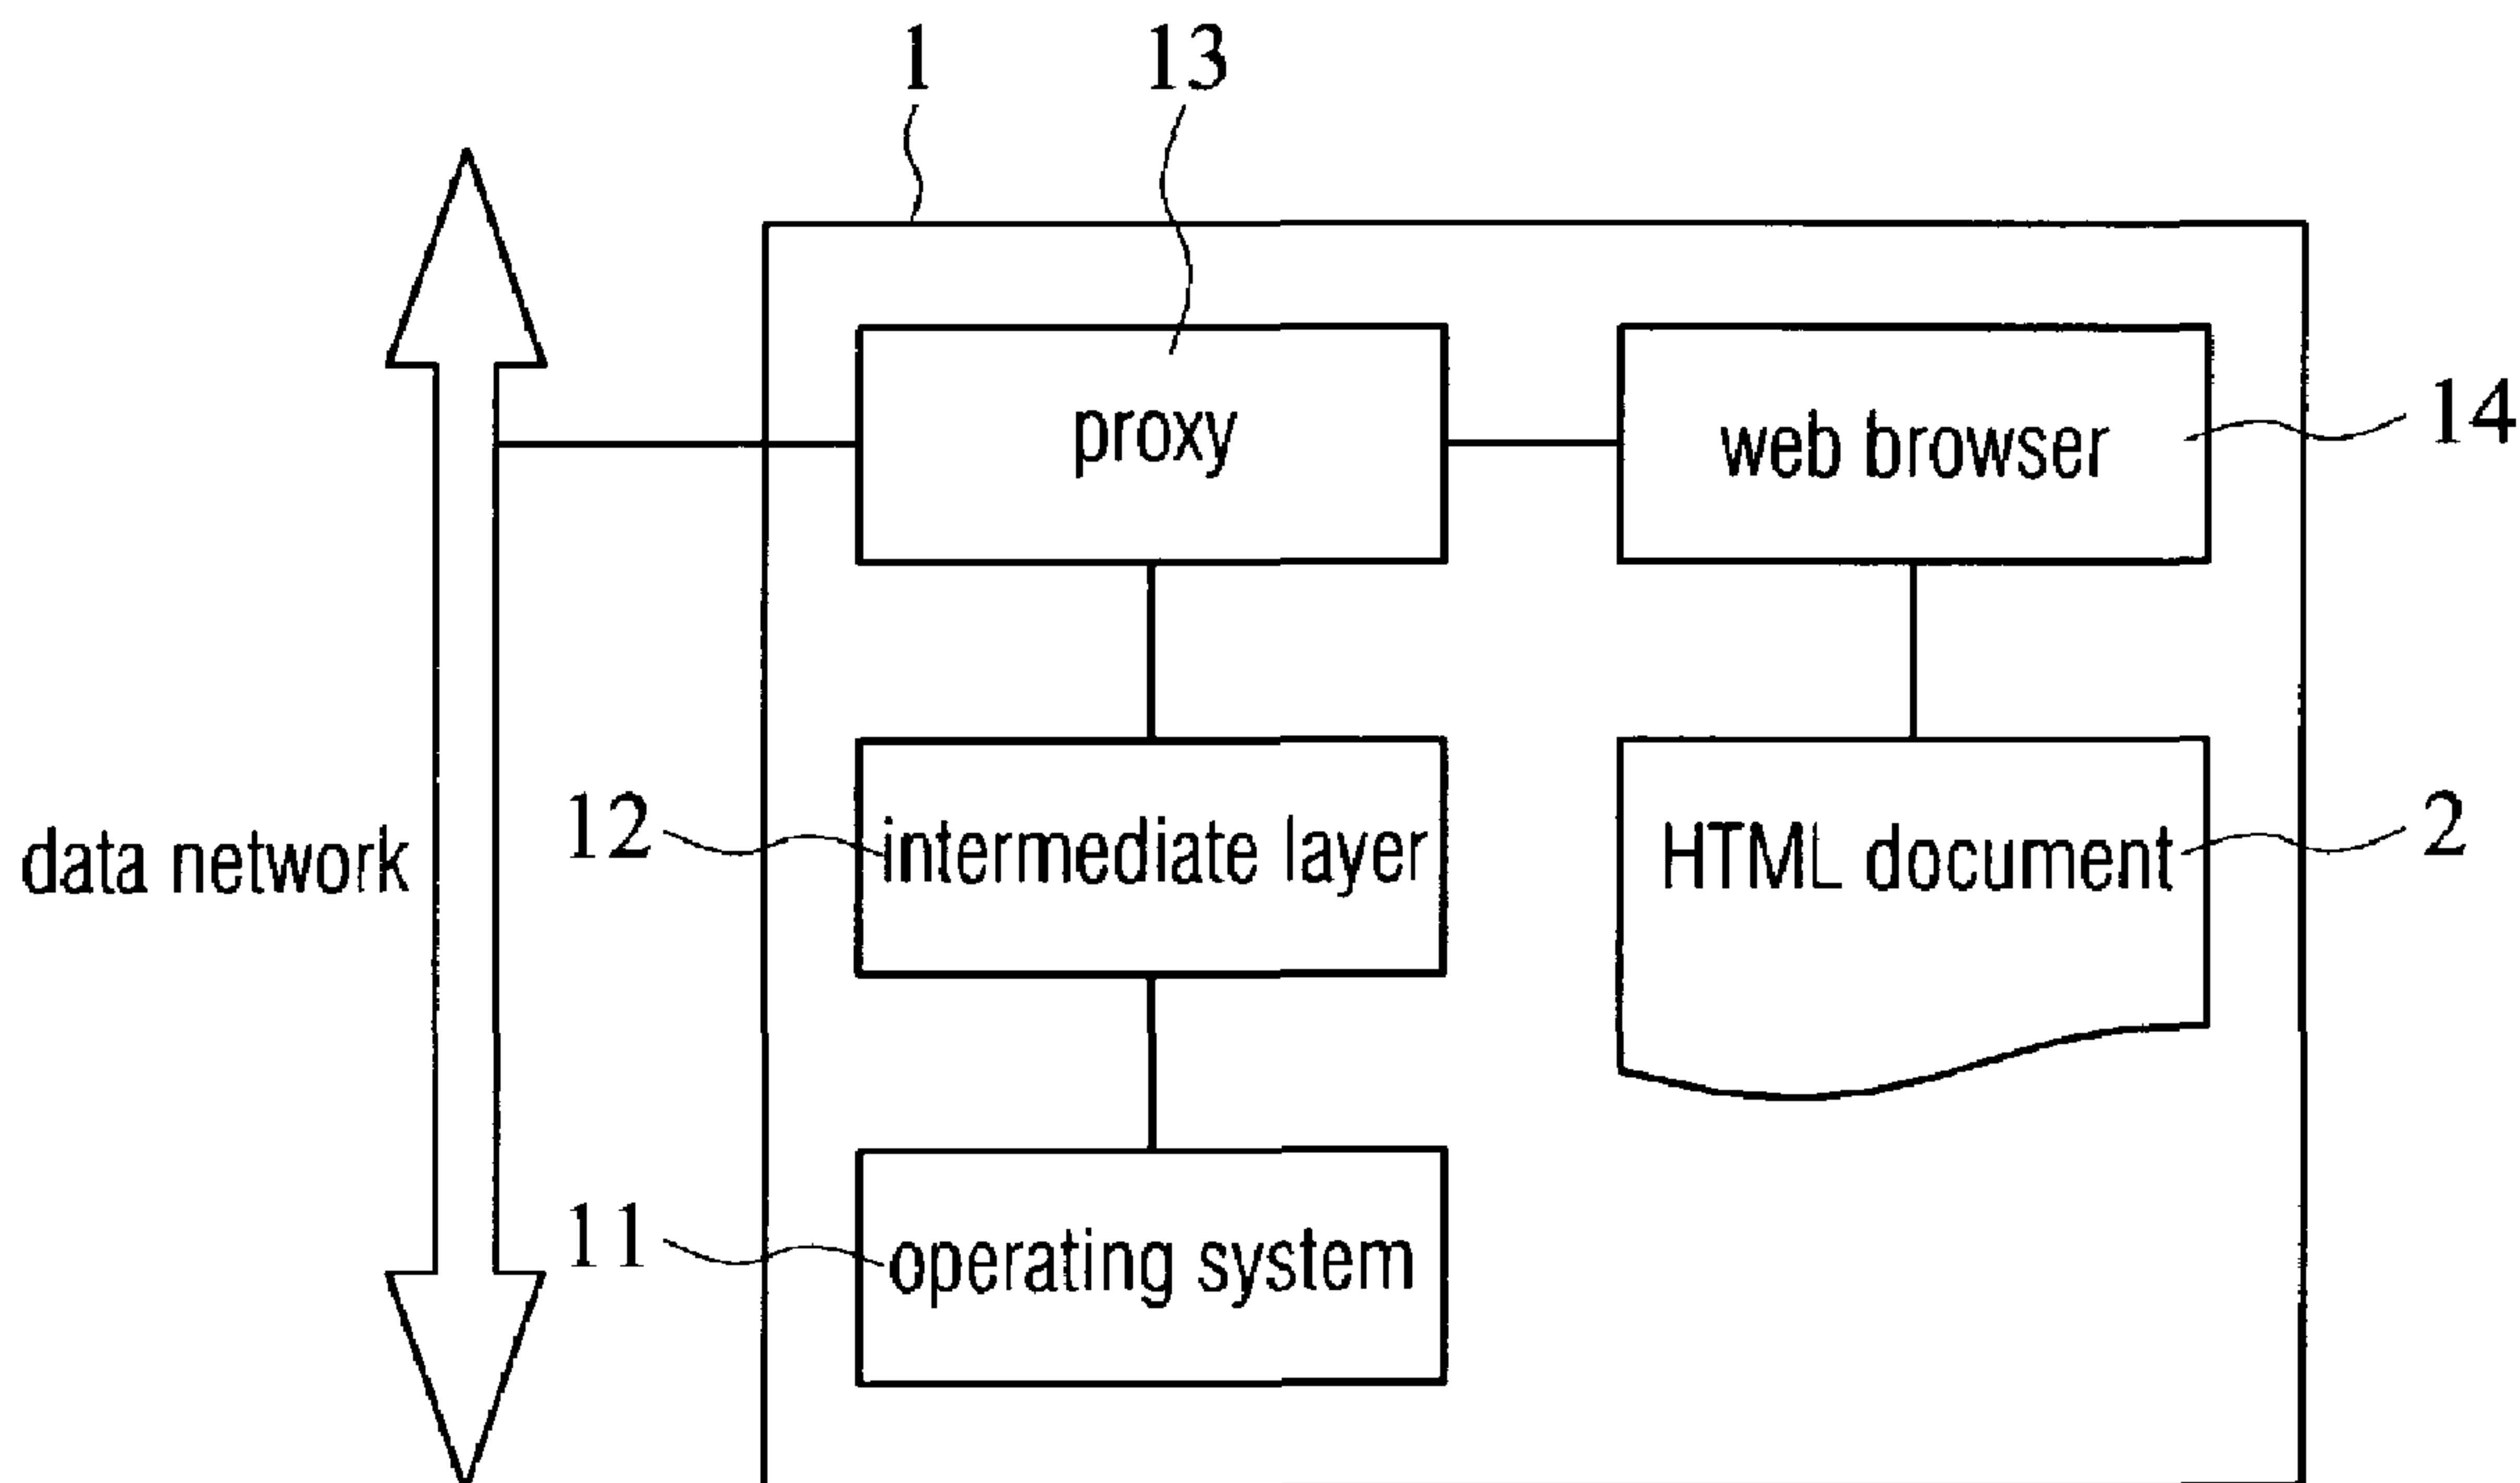 1
13
proxy
web browser
14
data network
12
intermediate layer
HTML document
2
11
operating system